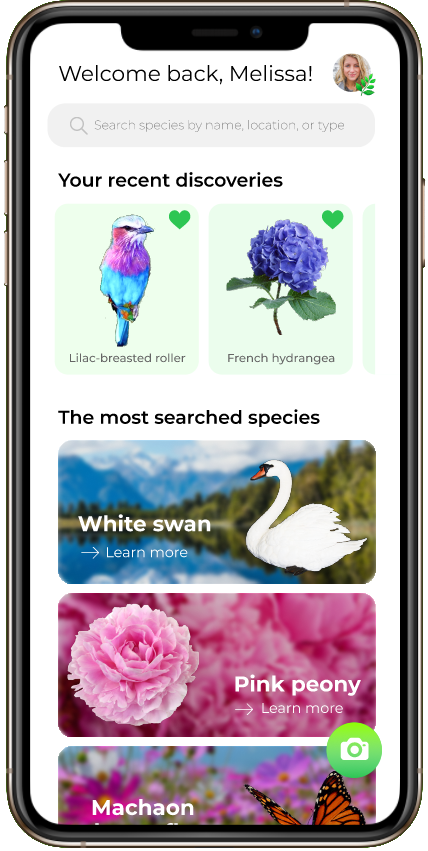 Welcome back, Melissa!
Search species by name, location, or type
Your recent discoveries
Lilac-breasted roller
French hydrangea
The most searched species
White swan
→ Learn more
Pink peony
→ Learn more
Machaon